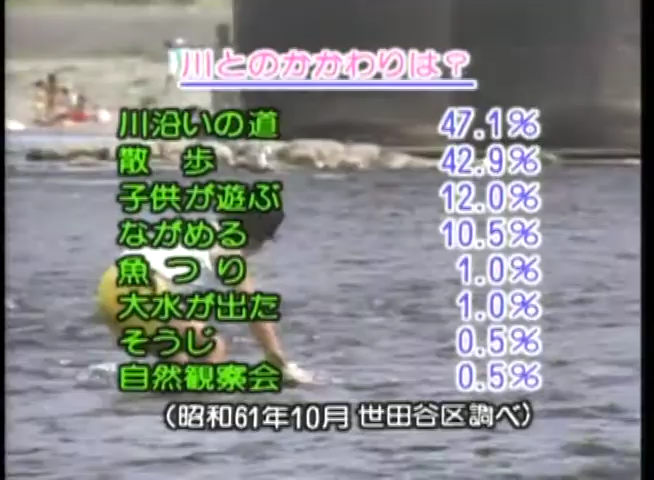 川とのかかわりは？
川沿いの道 47.1%
散歩 42.9%
子供が遊ぶ 12.0%
ながめる 10.5%
魚つり 1.0%
大水が出た 1.0%
そうじ 0.5%
自然観察会 0.5%
（昭和61年10月 世田谷区調べ）